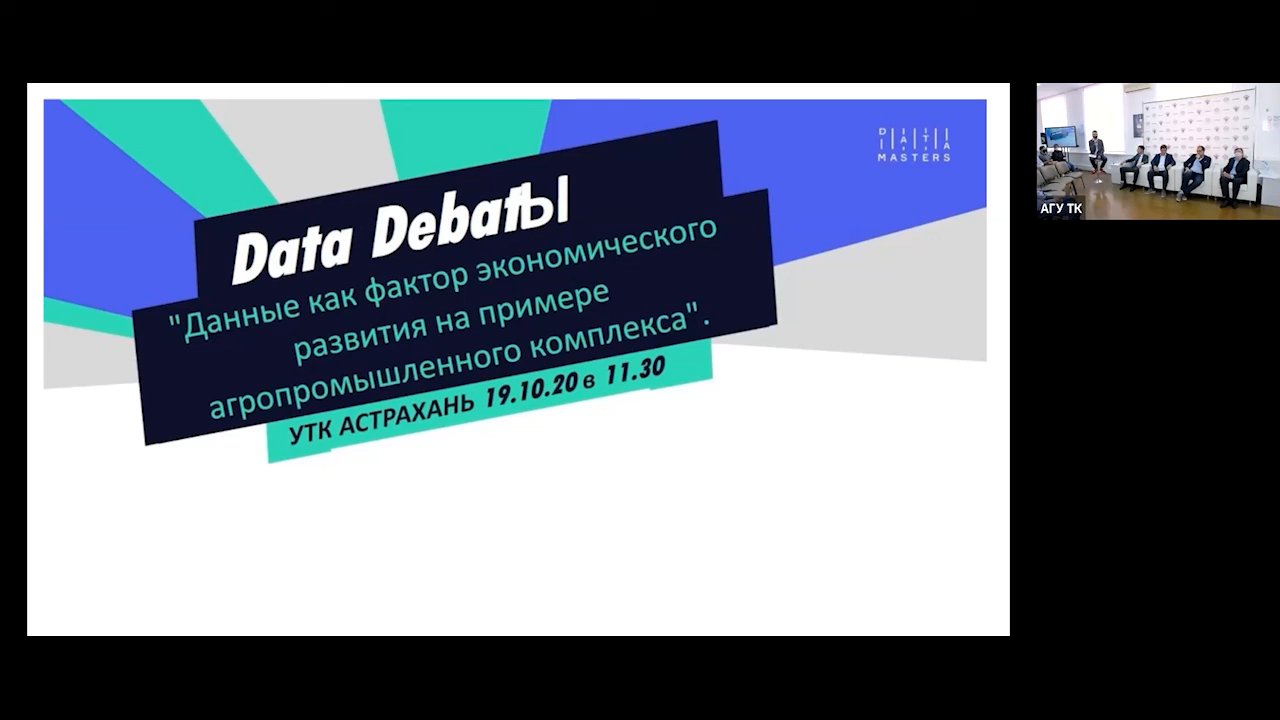 DATA
MASTERS
Data Debatы
"Данные как фактор экономического
развития на примере
агропромышленного комплекса".
УТК АСТРАХАНЬ 19.10.20 в 11.30
АГУ ТК